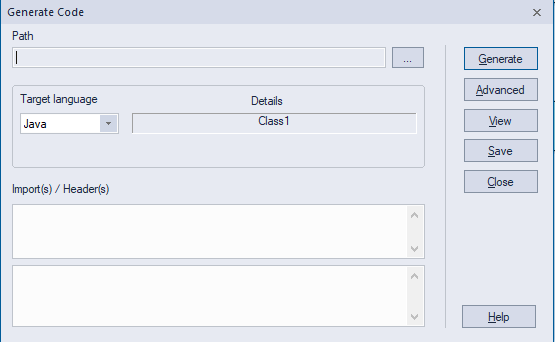 Generate Code
Path
...
Generate
Target language
Details
Advanced
Java
Class1
View
Save
Import(s) / Header(s)
Close
Help